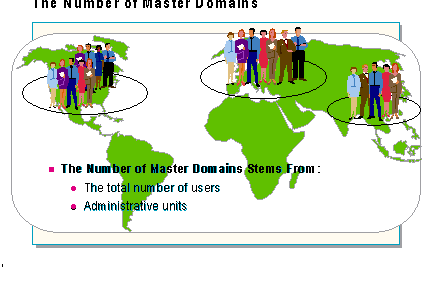 The Number of Master Domains
The Number of Master Domains Stems From:
The total number of users
Administrative units